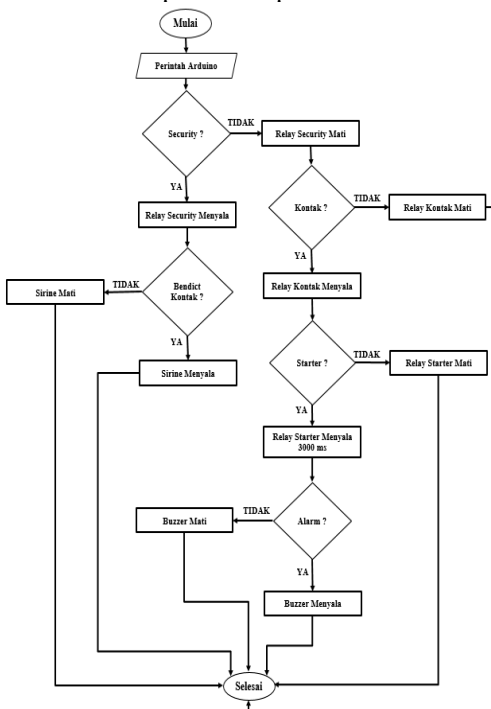 Mulai
Perintah Arduino
Security ?
TIDAK
Relay Security Mati
YA
Relay Security Menyala
Kontak ?
TIDAK
Relay Kontak Mati
YA
Relay Kontak Menyala
Bendict
Kontak ?
TIDAK
Sirine Mati
YA
Sirine Menyala
Starter ?
TIDAK
Relay Starter Mati
YA
Relay Starter Menyala
3000 ms
Alarm ?
TIDAK
Buzzer Mati
YA
Buzzer Menyala
Selesai